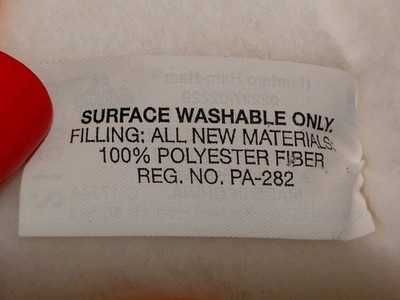 SURFACE WASHABLE ONLY.
FILLING: ALL NEW MATERIALS:
100% POLYESTER FIBER
REG. NO. PA-282